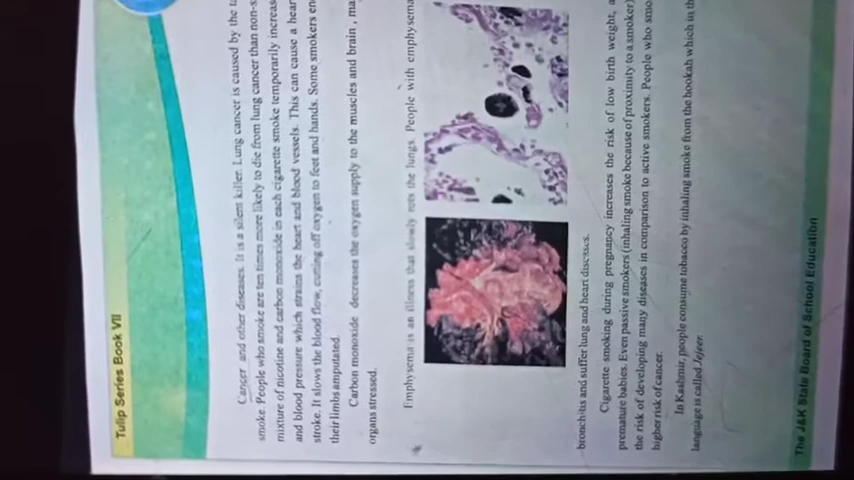 Tulip Series Book VII
Cancer and other diseases. It is a silent killer. Lung cancer is caused by the
smoke. People who smoke are ten times more likely to die from lung cancer than
mixture of nicotine and carbon monoxide in each cigarette smoke temporarily
and blood pressure which strains the heart and blood vessels. This can cause a
stroke. It slows the blood flow, cutting off oxygen to feet and hands. Some smokers
their limbs amputated.
Carbon monoxide decreases the oxygen supply to the muscles and brain,
organs stressed.
Emphysema is an illness that slowly rots the lungs. People with emphysema
bronchitis and suffer lung and heart diseases.
Cigarette smoking during pregnancy increases the risk of low birth weight,
premature babies. Even passive smokers (inhaling smoke because of proximity to a smoker)
the risk of developing many diseases in comparison to active smokers. People who
higher risk of cancer.
In Kashmir, people consume tobacco by inhaling smoke from the hookah which in
language is called Jejeer.
The J&K State Board of School Education